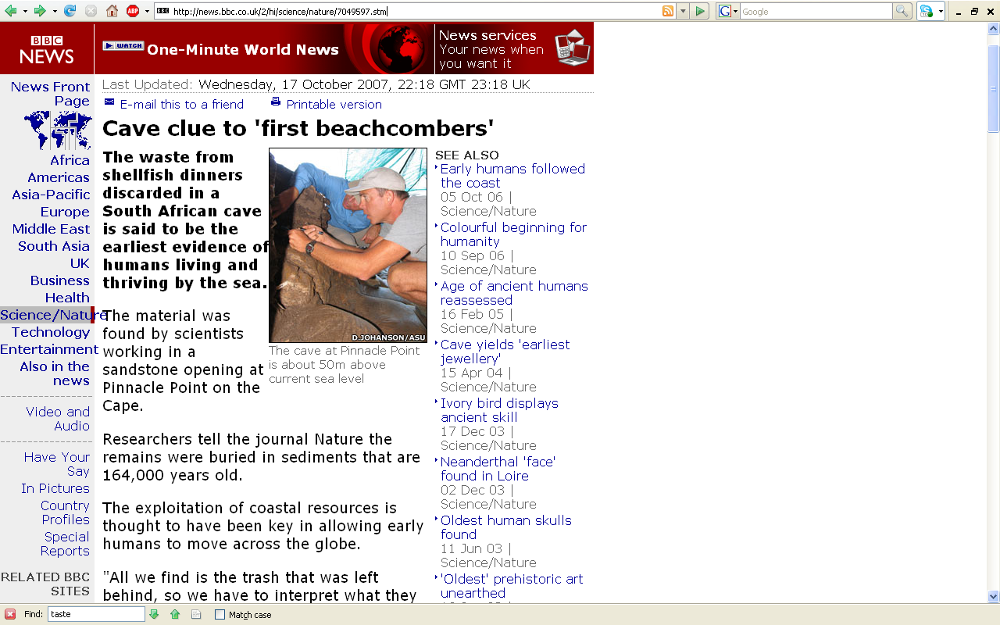 ABP
BBC http://news.bbc.co.uk/2/hi/science/nature/7049597.stm
G Google
BBC
NEWS
WATCH One-Minute World News
News services
Your news when
you want it
News Front
Page
Africa
Americas
Asia-Pacific
Europe
Middle East
South Asia
UK
Business
Health
Science/Nature
Technology
Entertainment
Also in the
news
Video and
Audio
Have Your
Say
In Pictures
Country
Profiles
Special
Reports
RELATED BBC
SITES
Last Updated: Wednesday, 17 October 2007, 22:18 GMT 23:18 UK
E-mail this to a friend Printable version
Cave clue to 'first beachcombers'
The waste from
shellfish dinners
discarded in a
South African cave
is said to be the
earliest evidence of
humans living and
thriving by the sea.
D.JOHANSON/ASU
The cave at Pinnacle Point
is about 50m above
current sea level
The material was
found by scientists
working in a
sandstone opening at
Pinnacle Point on the
Cape.
Researchers tell the journal Nature the
remains were buried in sediments that are
164,000 years old.
The exploitation of coastal resources is
thought to have been key in allowing early
humans to move across the globe.
"All we find is the trash that was left
behind, so we have to interpret what they
SEE ALSO
Early humans followed
the coast
05 Oct 06 |
Science/Nature
Colourful beginning for
humanity
10 Sep 06 |
Science/Nature
Age of ancient humans
reassessed
16 Feb 05 |
Science/Nature
Cave yields 'earliest
jewellery'
15 Apr 04 |
Science/Nature
Ivory bird displays
ancient skill
17 Dec 03 |
Science/Nature
Neanderthal 'face'
found in Loire
02 Dec 03 |
Science/Nature
Oldest human skulls
found
11 Jun 03 |
Science/Nature
'Oldest' prehistoric art
unearthed
Find: taste Match case